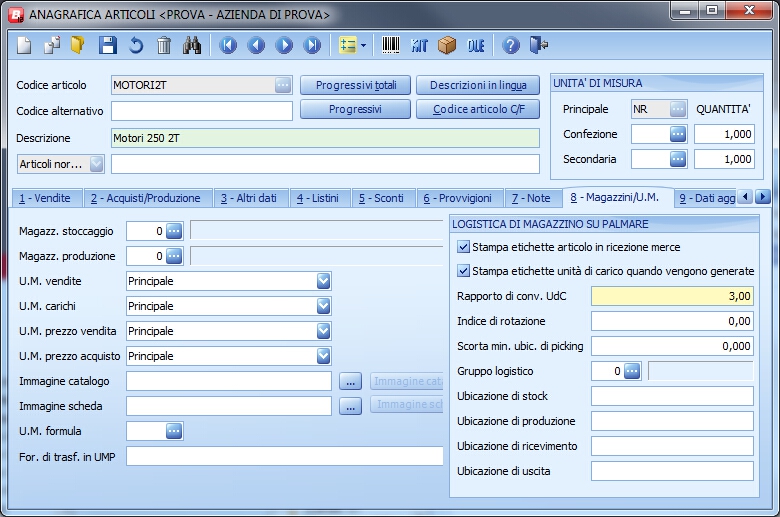 ANAGRAFICA ARTICOLI <PROVA - AZIENDA DI PROVA>
KIT OLE
Codice articolo MOTORI2T ... Progressivi totali Descrizioni in lingua
Codice alternativo Progressivi Codice articolo C/F
Descrizione Motori 250 2T
Articoli nor...
UNITA' DI MISURA
Principale NR ... QUANTITA'
Confezione ... 1,000
Secondaria ... 1,000
1 - Vendite 2 - Acquisti/Produzione 3 - Altri dati 4 - Listini 5 - Sconti 6 - Provvigioni 7 - Note 8 - Magazzini/U.M. 9 - Dati agg
Magazz. stoccaggio 0 ...
Magazz. produzione 0 ...
U.M. vendite Principale
U.M. carichi Principale
U.M. prezzo vendita Principale
U.M. prezzo acquisto Principale
Immagine catalogo ... Immagine cata
Immagine scheda ... Immagine sch
U.M. formula ...
For. di trasf. in UMP
LOGISTICA DI MAGAZZINO SU PALMARE
Stampa etichette articolo in ricezione merce
Stampa etichette unità di carico quando vengono generate
Rapporto di conv. UdC 3,00
Indice di rotazione 0,00
Scorta min. ubic. di picking 0,000
Gruppo logistico 0 ...
Ubicazione di stock
Ubicazione di produzione
Ubicazione di ricevimento
Ubicazione di uscita